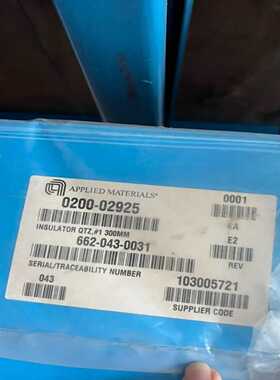 APPLIED MATERIALS®
0001
0200-02925
EA
INSULATOR QTZ,#1 300MM
E2
662-043-0031
REV
SERIAL/TRACEABILITY NUMBER
103005721
043
SUPPLIER CODE